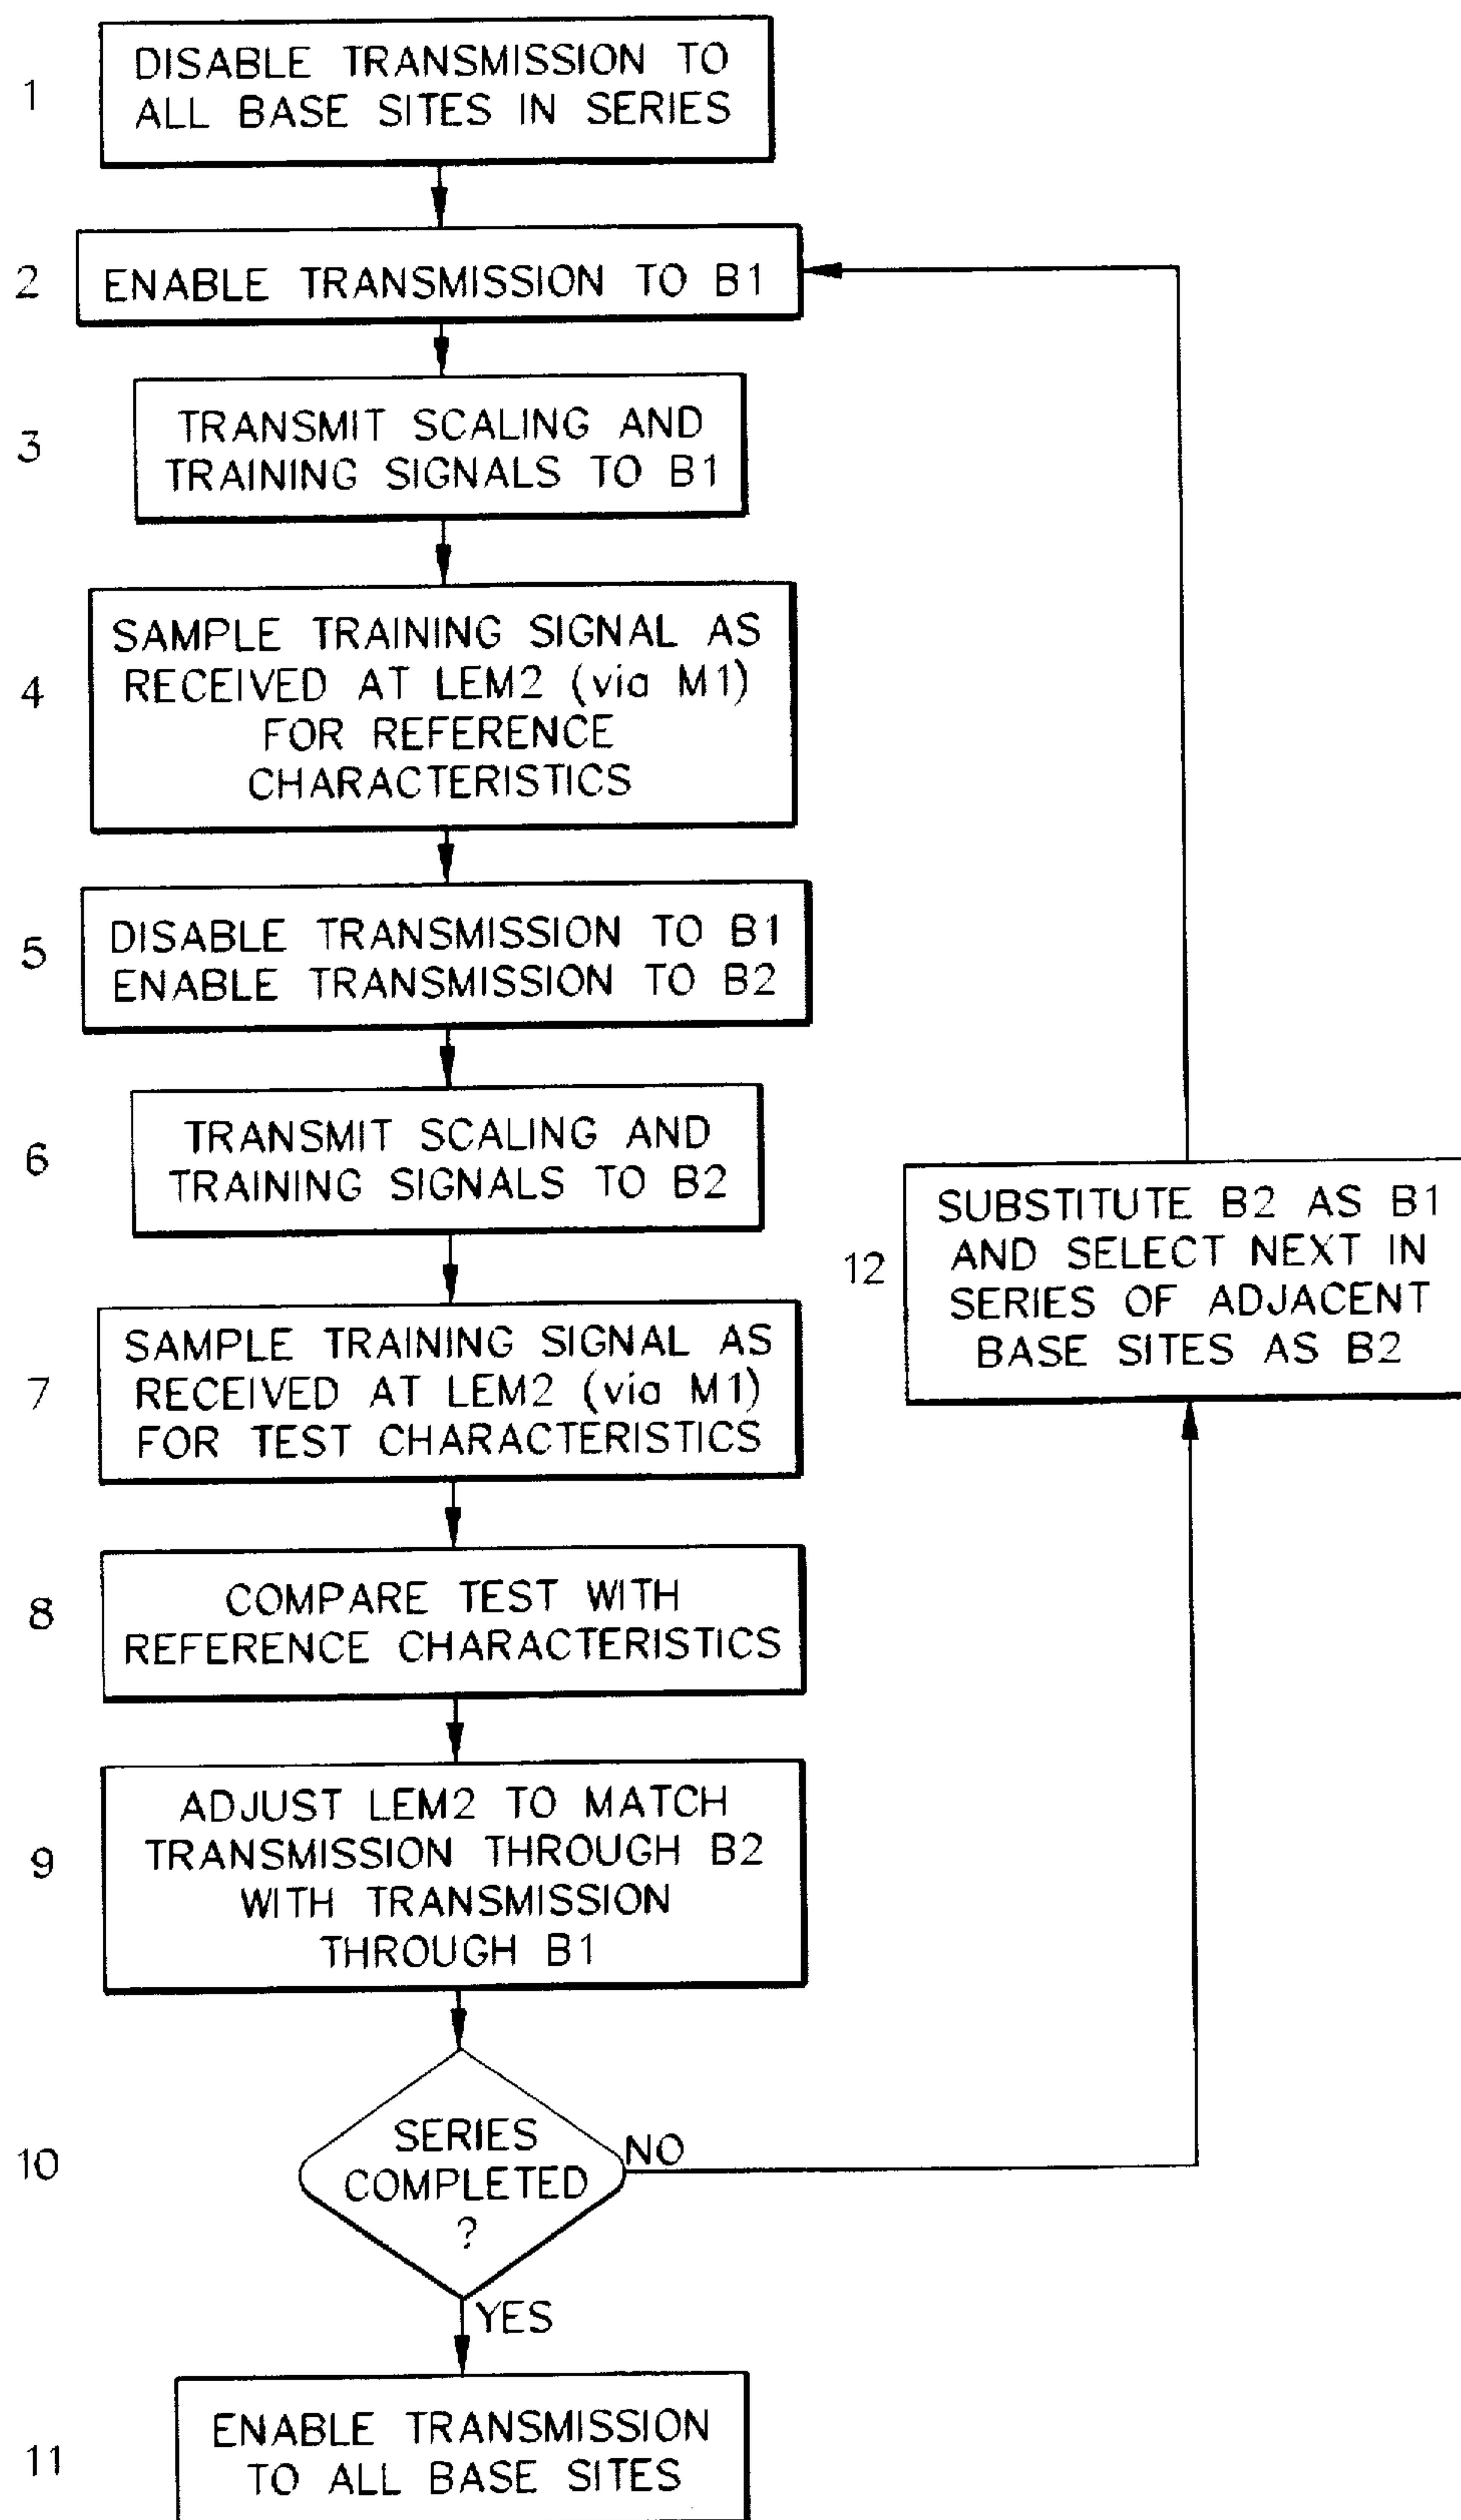 1
DISABLE TRANSMISSION TO
ALL BASE SITES IN SERIES
2
ENABLE TRANSMISSION TO B1
3
TRANSMIT SCALING AND
TRAINING SIGNALS TO B1
4
SAMPLE TRAINING SIGNAL AS
RECEIVED AT LEM2 (via M1)
FOR REFERENCE
CHARACTERISTICS
5
DISABLE TRANSMISSION TO B1
ENABLE TRANSMISSION TO B2
6
TRANSMIT SCALING AND
TRAINING SIGNALS TO B2
7
SAMPLE TRAINING SIGNAL AS
RECEIVED AT LEM2 (via M1)
FOR TEST CHARACTERISTICS
8
COMPARE TEST WITH
REFERENCE CHARACTERISTICS
9
ADJUST LEM2 TO MATCH
TRANSMISSION THROUGH B2
WITH TRANSMISSION
THROUGH B1
10
SERIES
COMPLETED
?
NO
YES
11
ENABLE TRANSMISSION
TO ALL BASE SITES
12
SUBSTITUTE B2 AS B1
AND SELECT NEXT IN
SERIES OF ADJACENT
BASE SITES AS B2